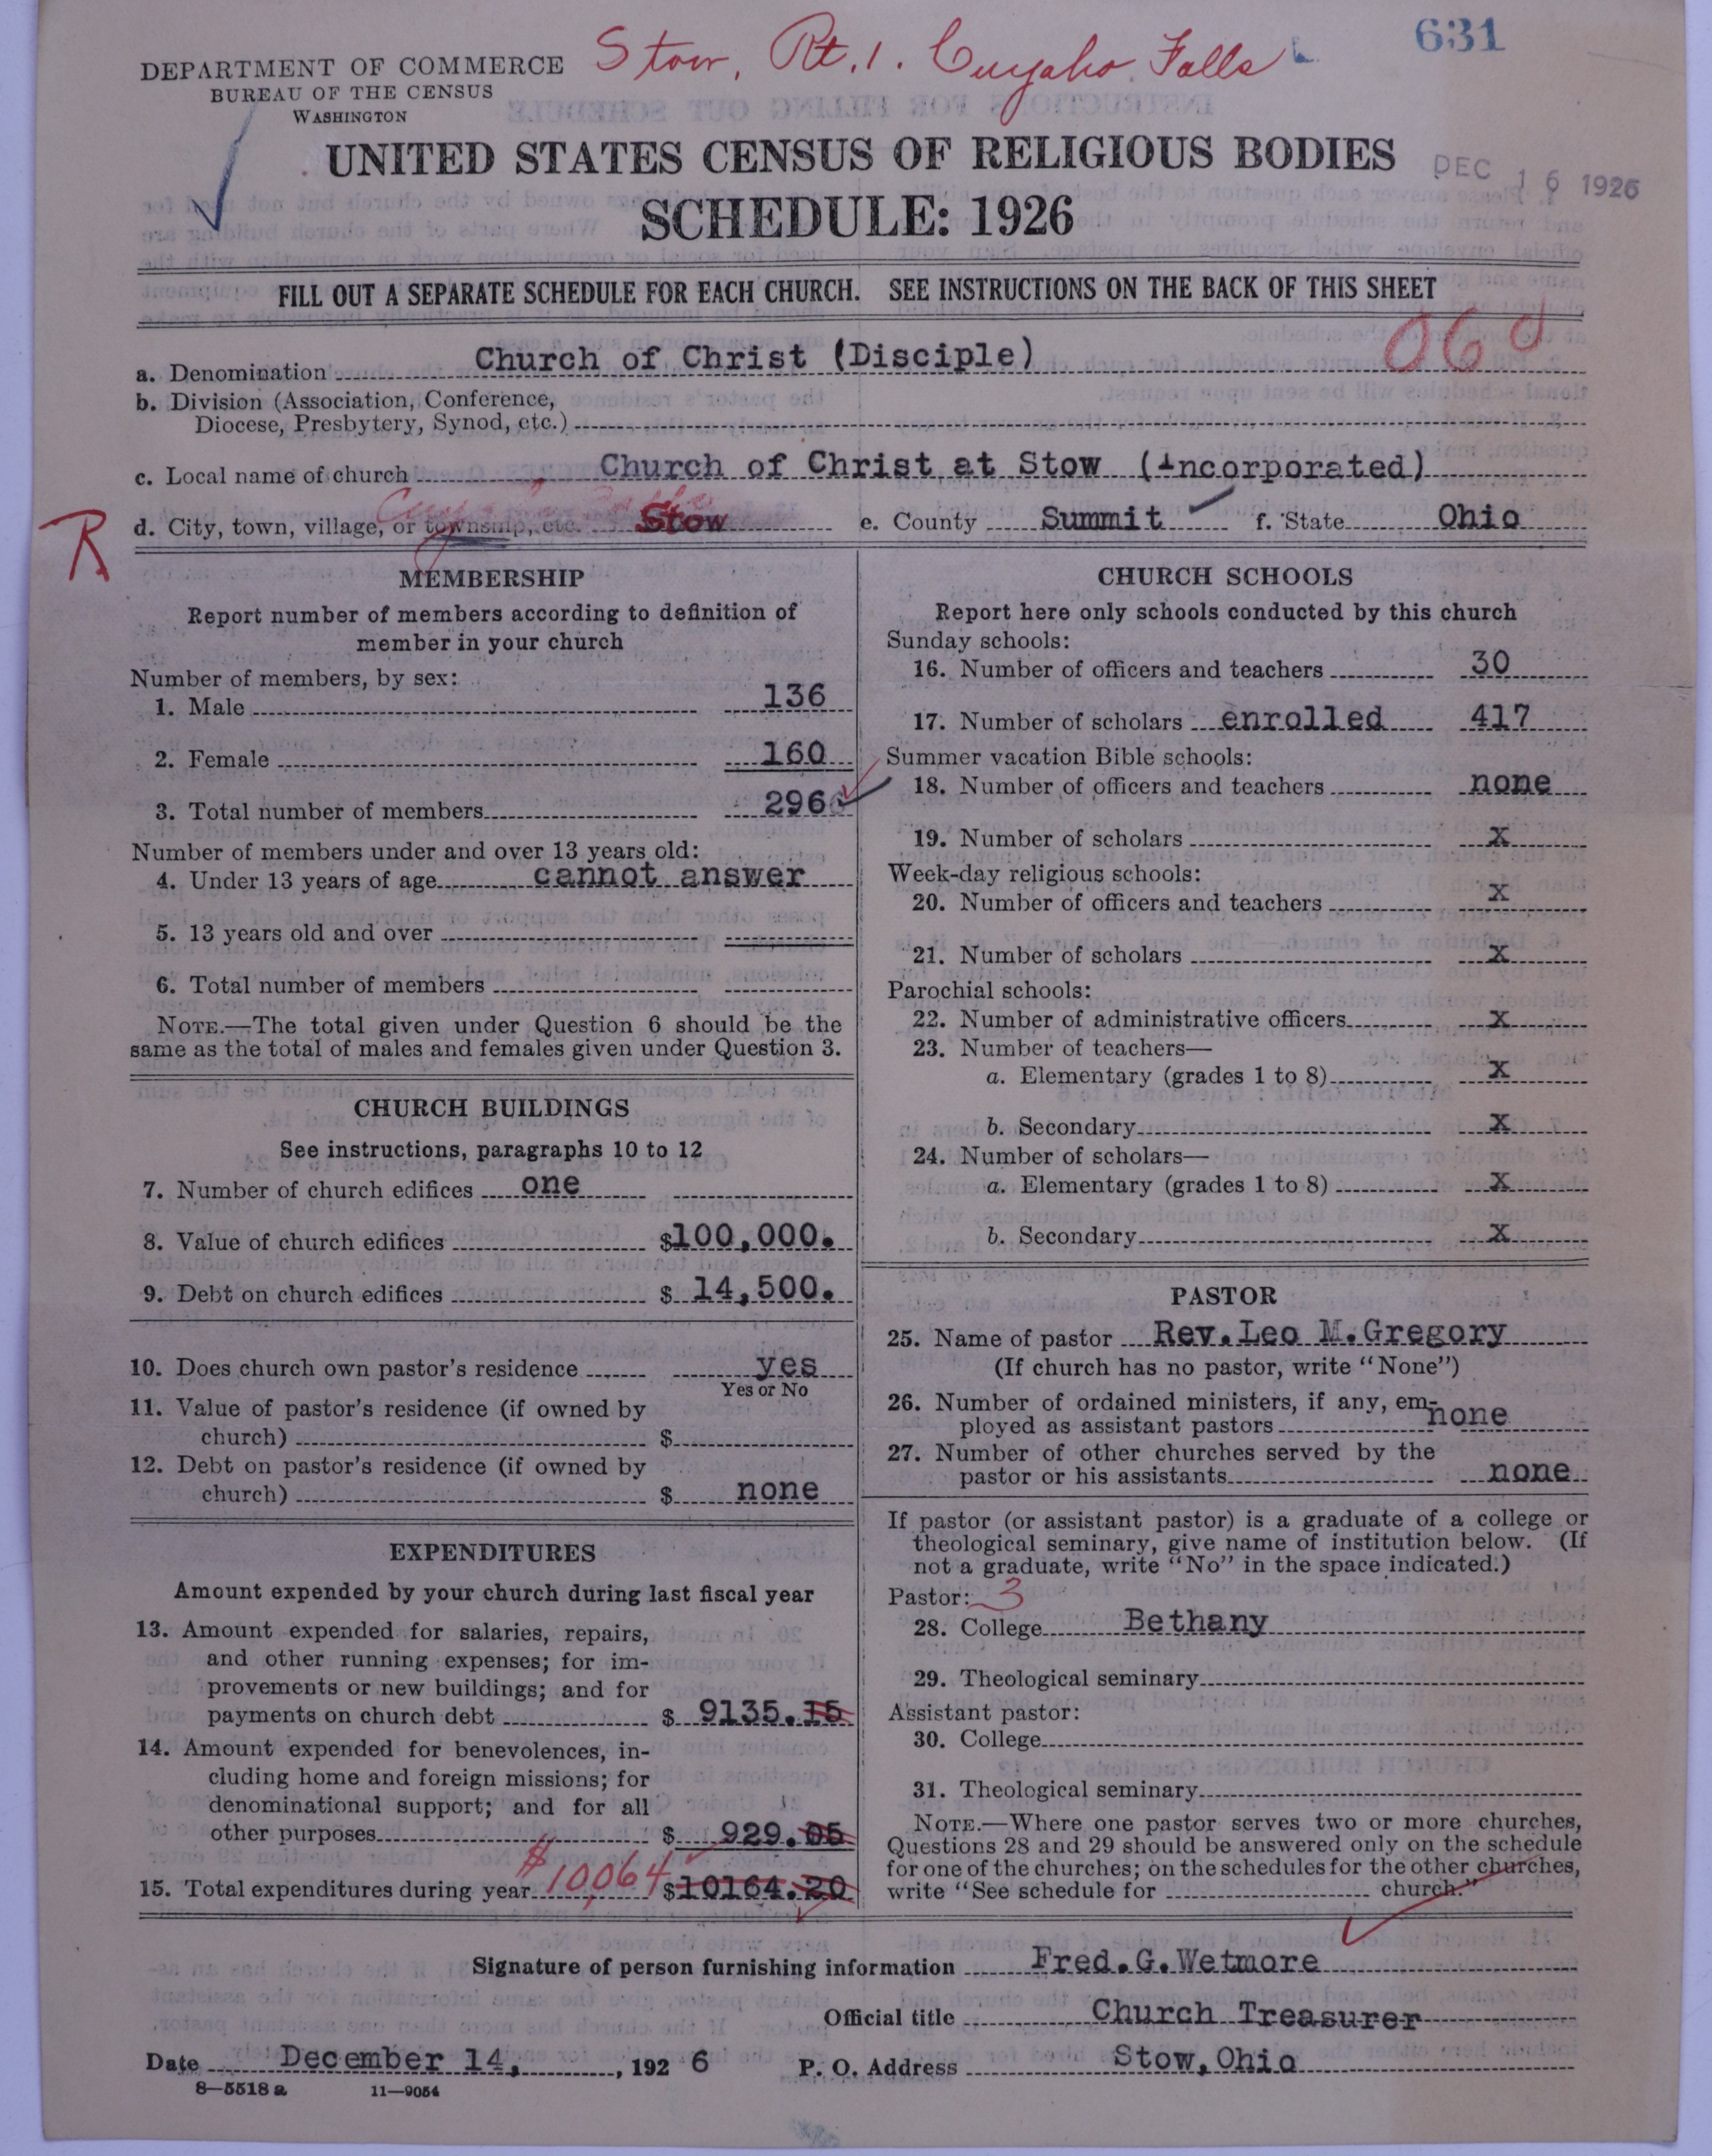 Stow, Rt. 1. Cuyaho. Falls
631
DEPARTMENT OF COMMERCE
BUREAU OF THE CENSUS
WASHINGTON
UNITED STATES CENSUS OF RELIGIOUS BODIES
DEC 16 1926
SCHEDULE: 1926
FILL OUT A SEPARATE SCHEDULE FOR EACH CHURCH. SEE INSTRUCTIONS ON THE BACK OF THIS SHEET
060
a. Denomination Church of Christ (Disciple)
b. Division (Association, Conference,
Diocese, Presbytery, Synod, etc.)
c. Local name of church Church of Christ at Stow (incorporated)
R
d. City, town, village, or township, etc. Stow e. County Summit f. State Ohio
MEMBERSHIP
Report number of members according to definition of
member in your church
Number of members, by sex:
1. Male 136
2. Female 160
3. Total number of members 296
Number of members under and over 13 years old:
4. Under 13 years of age cannot answer
5. 13 years old and over
6. Total number of members
NOTE.—The total given under Question 6 should be the
same as the total of males and females given under Question 3.
CHURCH BUILDINGS
See instructions, paragraphs 10 to 12
7. Number of church edifices one
8. Value of church edifices $100,000.
9. Debt on church edifices $ 14,500.
10. Does church own pastor's residence yes
Yes or No
11. Value of pastor's residence (if owned by
church) $
12. Debt on pastor's residence (if owned by
church) $ none
EXPENDITURES
Amount expended by your church during last fiscal year
13. Amount expended for salaries, repairs,
and other running expenses; for im-
provements or new buildings; and for
payments on church debt $ 9135.15
14. Amount expended for benevolences, in-
cluding home and foreign missions; for
denominational support; and for all
other purposes $ 929.05
15. Total expenditures during year $10,064 $10164.20
CHURCH SCHOOLS
Report here only schools conducted by this church
Sunday schools:
16. Number of officers and teachers 30
17. Number of scholars enrolled 417
Summer vacation Bible schools:
18. Number of officers and teachers none
19. Number of scholars X
Week-day religious schools:
20. Number of officers and teachers X
21. Number of scholars X
Parochial schools:
22. Number of administrative officers X
23. Number of teachers—
a. Elementary (grades 1 to 8) X
b. Secondary X
24. Number of scholars—
a. Elementary (grades 1 to 8) X
b. Secondary X
PASTOR
25. Name of pastor Rev. Leo M. Gregory
(If church has no pastor, write "None")
26. Number of ordained ministers, if any, em-
ployed as assistant pastors none
27. Number of other churches served by the
pastor or his assistants none
If pastor (or assistant pastor) is a graduate of a college or
theological seminary, give name of institution below. (If
not a graduate, write "No" in the space indicated.)
Pastor: 3
28. College Bethany
29. Theological seminary
Assistant pastor:
30. College
31. Theological seminary
NOTE.—Where one pastor serves two or more churches,
Questions 28 and 29 should be answered only on the schedule
for one of the churches; on the schedules for the other churches,
write "See schedule for church."
Signature of person furnishing information Fred. G. Wetmore
Official title Church Treasurer
Date December 14, 1926 P. O. Address Stow, Ohio
8—5518 a 11—9054